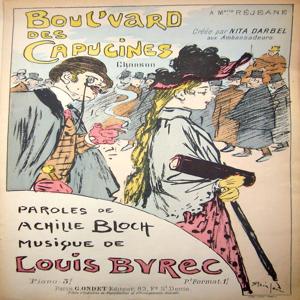 BOUL'VARD
DES
CAPUCINES
Chanson
A Mme RÉJEANE
Créée par NITA DARBEL
aux Ambassadeurs
PAROLES DE
ACHILLE BLOCH
MUSIQUE DE
LOUIS BYREC
Piano 5f
Pt Format 1f
Paris, G. ONDET Editeur, 83, Fg St Denis